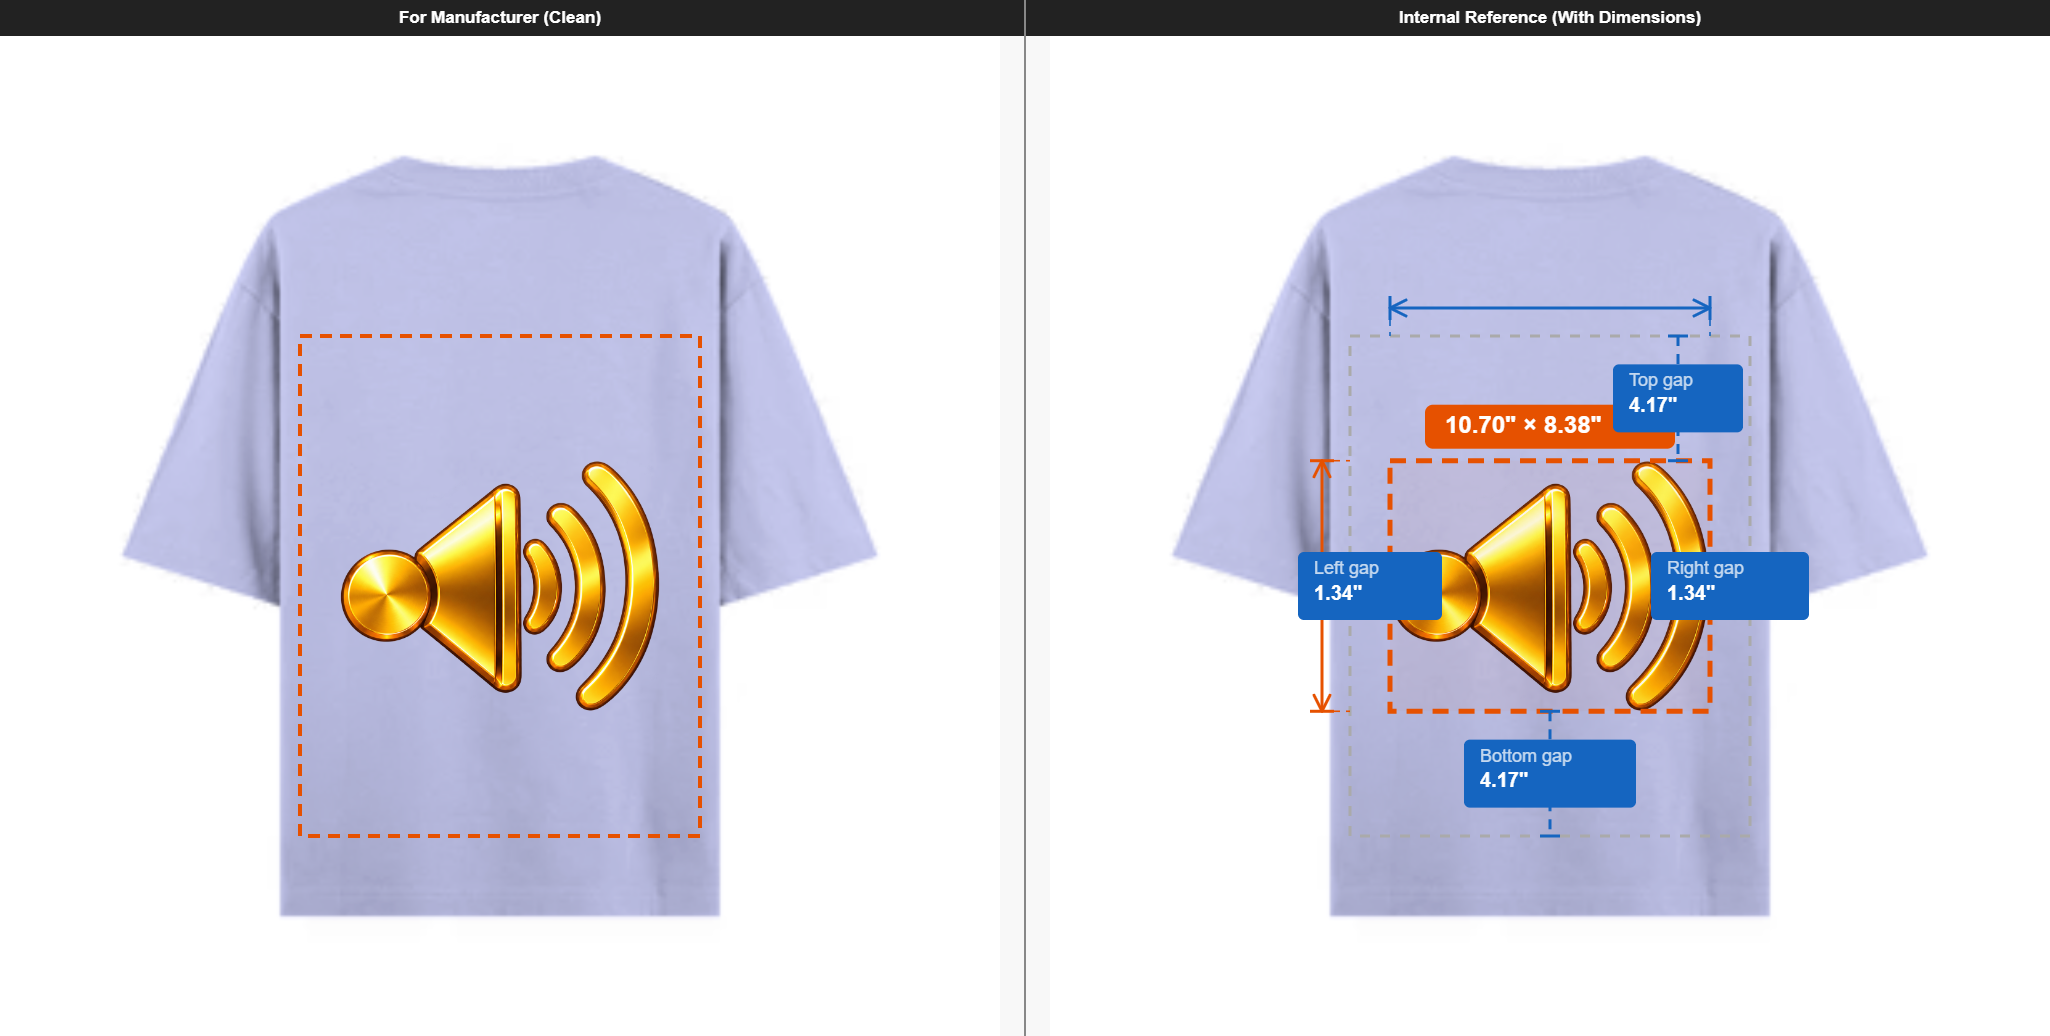 For Manufacturer (Clean)
Internal Reference (With Dimensions)
Top gap
4.17"
10.70" × 8.38"
Left gap
1.34"
Right gap
1.34"
Bottom gap
4.17"